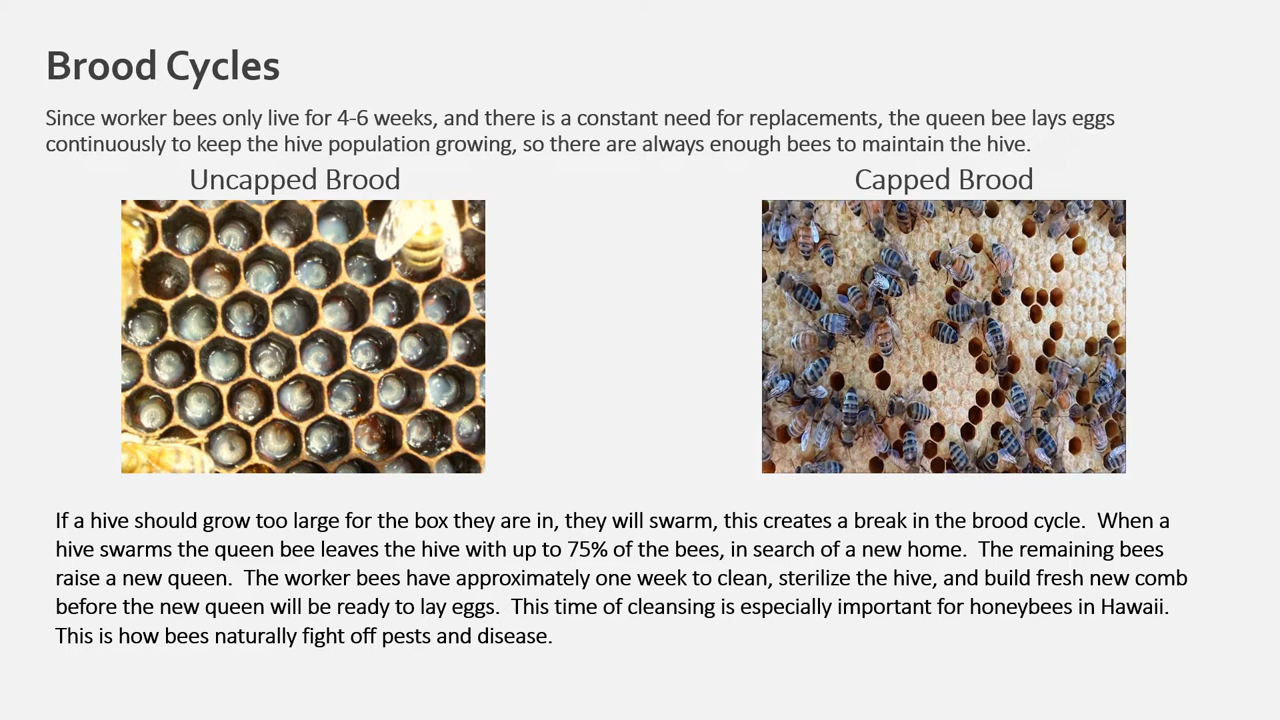 Brood Cycles
Since worker bees only live for 4-6 weeks, and there is a constant need for replacements, the queen bee lays eggs
continuously to keep the hive population growing, so there are always enough bees to maintain the hive.
Uncapped Brood
Capped Brood
If a hive should grow too large for the box they are in, they will swarm, this creates a break in the brood cycle.  When a
hive swarms the queen bee leaves the hive with up to 75% of the bees, in search of a new home.  The remaining bees
raise a new queen.  The worker bees have approximately one week to clean, sterilize the hive, and build fresh new comb
before the new queen will be ready to lay eggs.  This time of cleansing is especially important for honeybees in Hawaii.
This is how bees naturally fight off pests and disease.